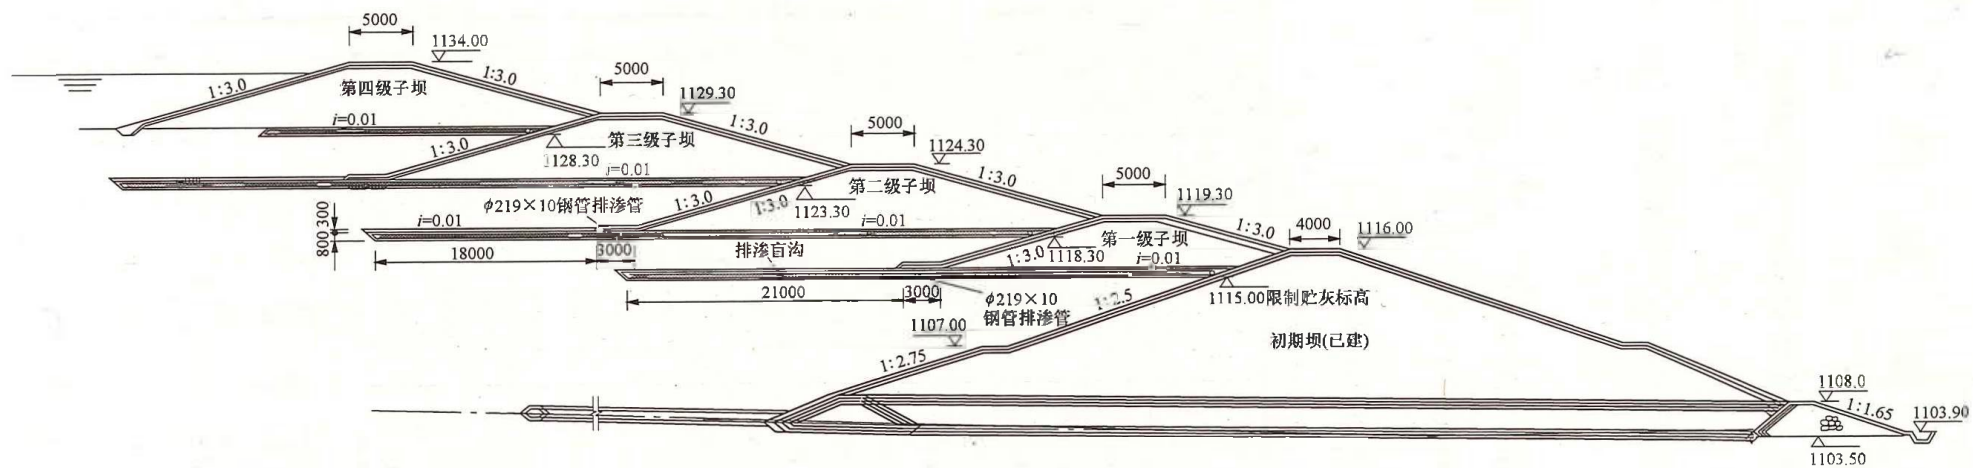 5000
1134.00
1:3.0
第四级子坝
1:3.0
5000
1129.30
i=0.01
1:3.0
第三级子坝
1128.30
1:3.0
5000
1124.30
i=0.01
第二级子坝
1123.30
1:3.0
φ219×10钢管排渗管
1:3.0
1:3.0
5000
1119.30
i=0.01
i=0.01
300
800
18000
3000
排渗盲沟
第一级子坝
1118.30
1:3.0
i=0.01
1:3.0
4000
1116.00
21000
3000
φ219×10
钢管排渗管
1:2.5
1115.00限制贮灰标高
1107.00
初期坝(已建)
1:2.75
1108.0
1:1.65
1103.90
1103.50